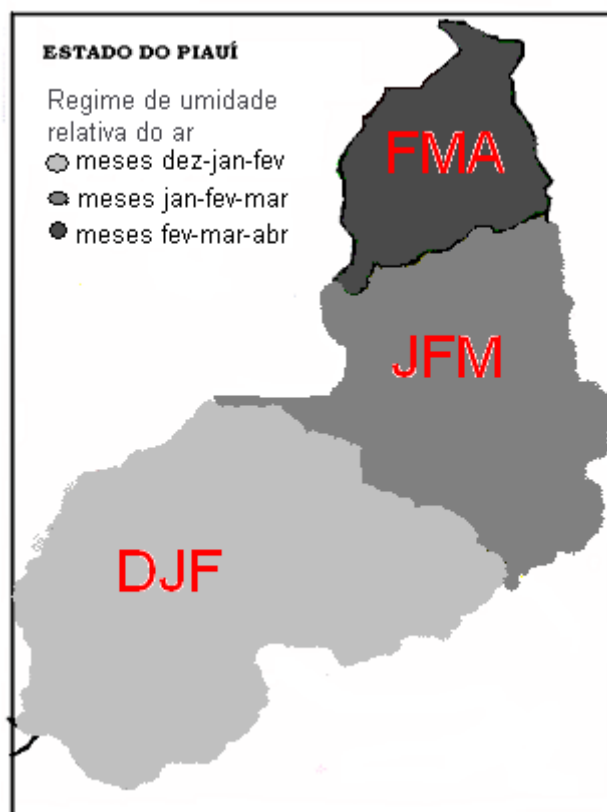 ESTADO DO PIAUÍ
Regime de umidade
relativa do ar
meses dez-jan-fev
meses jan-fev-mar
meses fev-mar-abr
FMA
JFM
DJF